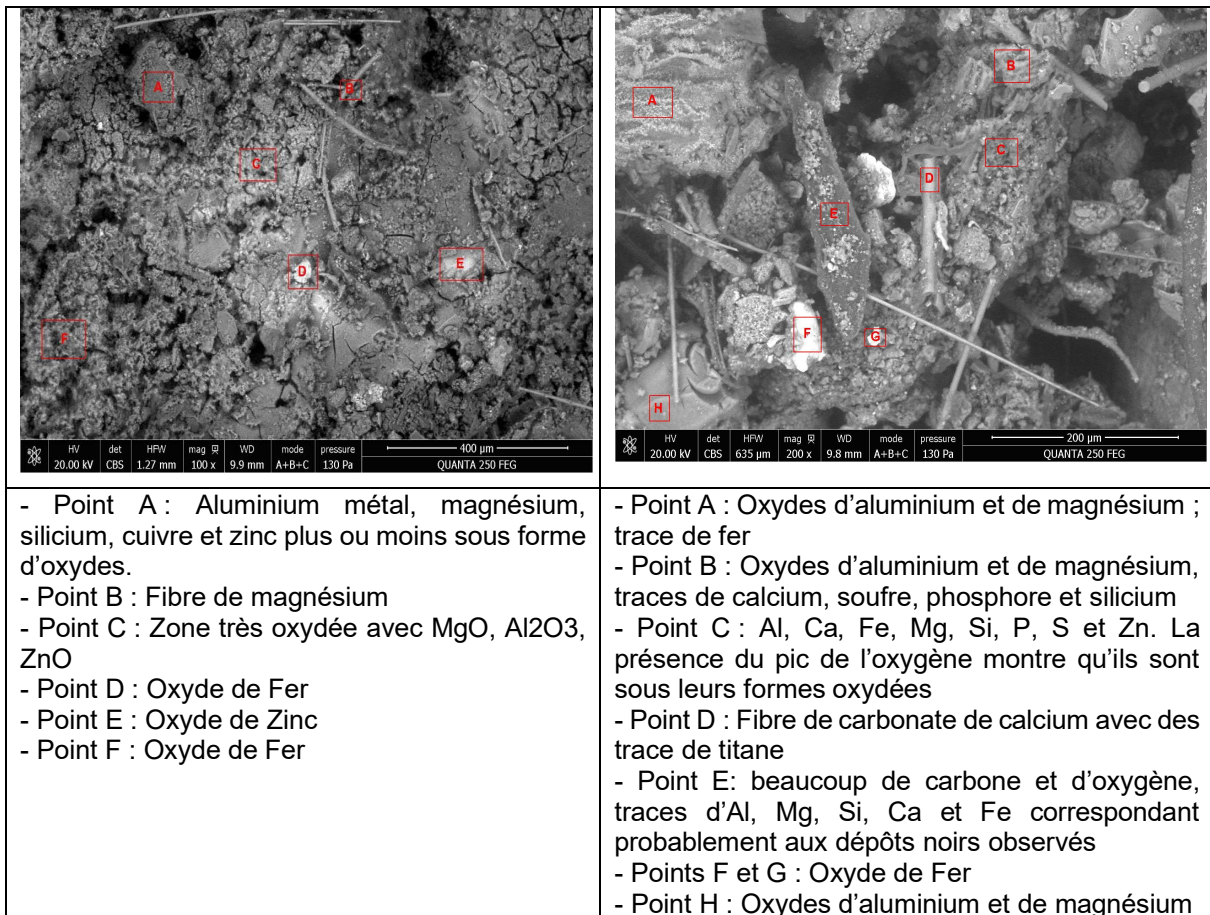 A
B
C
D
E
F
HV det HFW mag WD mode pressure 400 µm
20.00 kV CBS 1.27 mm 100 x 9.9 mm A+B+C 130 Pa QUANTA 250 FEG
A
B
C
D
E
F
G
H
HV det HFW mag WD mode pressure 200 µm
20.00 kV CBS 635 µm 200 x 9.8 mm A+B+C 130 Pa QUANTA 250 FEG
- Point A : Aluminium métal, magnésium,
silicium, cuivre et zinc plus ou moins sous forme
d’oxydes.
- Point B : Fibre de magnésium
- Point C : Zone très oxydée avec MgO, Al2O3,
ZnO
- Point D : Oxyde de Fer
- Point E : Oxyde de Zinc
- Point F : Oxyde de Fer
- Point A : Oxydes d’aluminium et de magnésium ;
trace de fer
- Point B : Oxydes d’aluminium et de magnésium,
traces de calcium, soufre, phosphore et silicium
- Point C : Al, Ca, Fe, Mg, Si, P, S et Zn. La
présence du pic de l’oxygène montre qu’ils sont
sous leurs formes oxydées
- Point D : Fibre de carbonate de calcium avec des
trace de titane
- Point E: beaucoup de carbone et d’oxygène,
traces d’Al, Mg, Si, Ca et Fe correspondant
probablement aux dépôts noirs observés
- Points F et G : Oxyde de Fer
- Point H : Oxydes d’aluminium et de magnésium